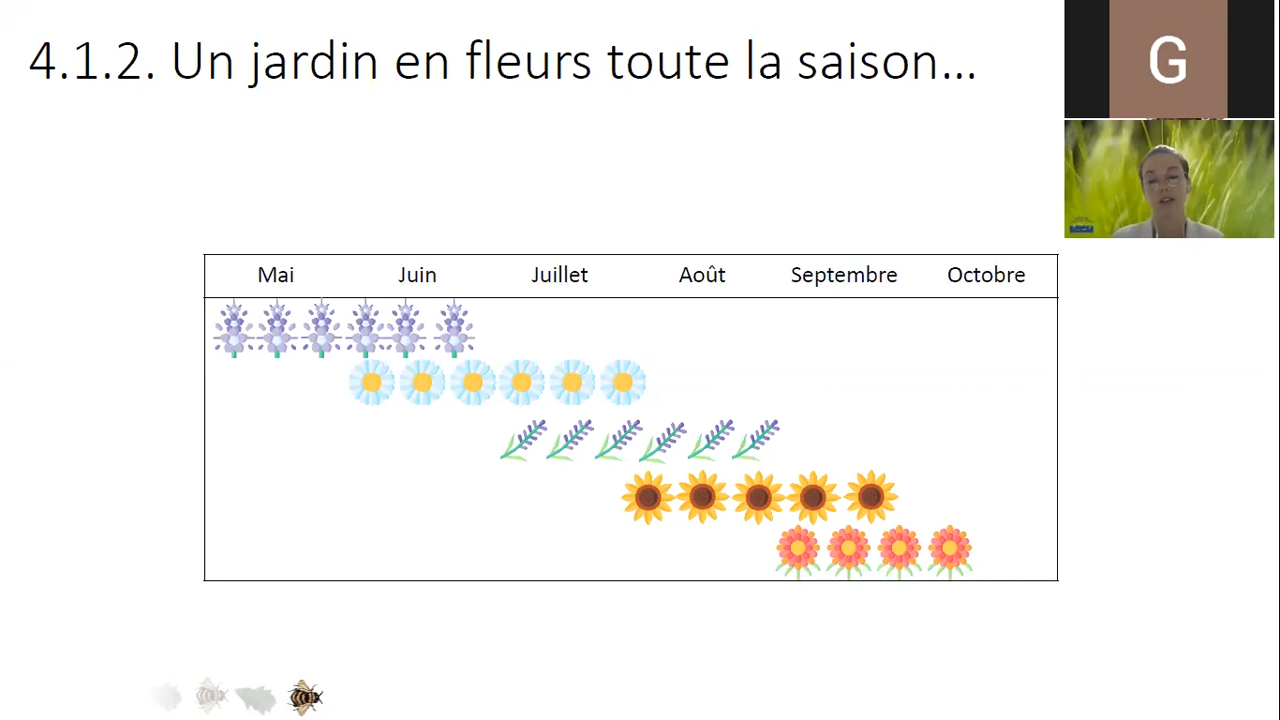 4.1.2. Un jardin en fleurs toute la saison...
G
Mai Juin Juillet Août Septembre Octobre